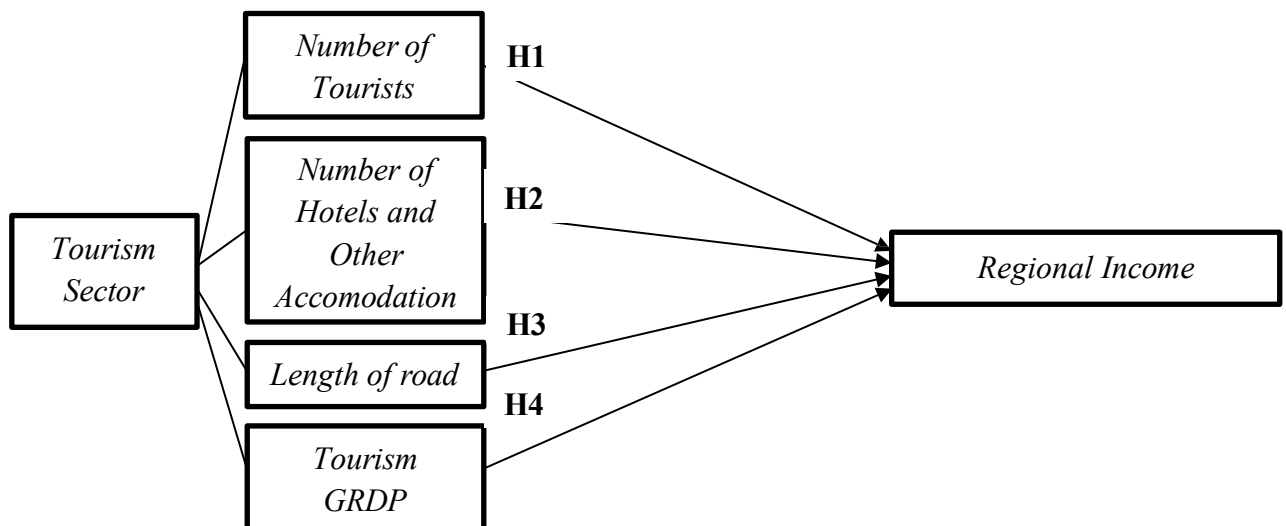 Number of
Tourists
H1
Number of
Hotels and
Other
Accomodation
H2
Tourism
Sector
Regional Income
H3
Length of road
H4
Tourism
GRDP